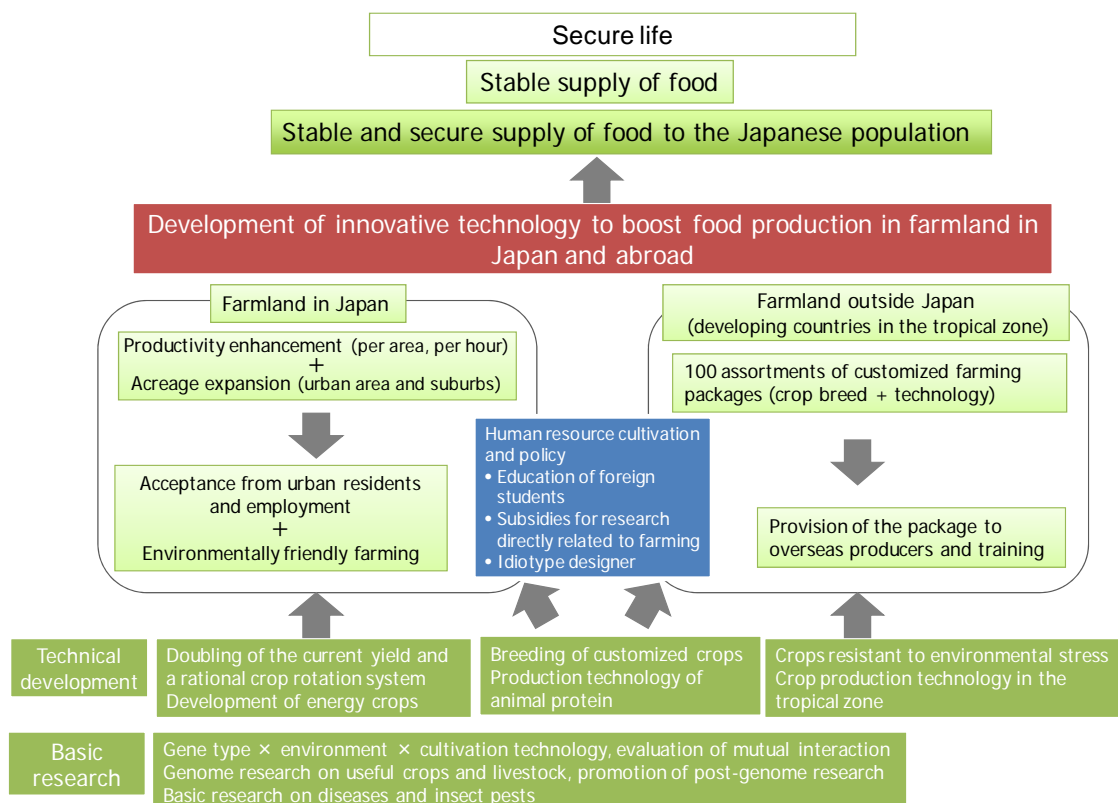 Secure life
Stable supply of food
Stable and secure supply of food to the Japanese population
Development of innovative technology to boost food production in farmland in
Japan and abroad
Farmland in Japan
Productivity enhancement (per area, per hour)
+
Acreage expansion (urban area and suburbs)
Acceptance from urban residents
and employment
+
Environmentally friendly farming
Human resource cultivation
and policy
• Education of foreign
students
• Subsidies for research
directly related to farming
• Idiotype designer
Farmland outside Japan
(developing countries in the tropical zone)
100 assortments of customized farming
packages (crop breed + technology)
Provision of the package to
overseas producers and training
Technical
development
Doubling of the current yield and
a rational crop rotation system
Development of energy crops
Breeding of customized crops
Production technology of
animal protein
Crops resistant to environmental stress
Crop production technology in the
tropical zone
Basic
research
Gene type × environment × cultivation technology, evaluation of mutual interaction
Genome research on useful crops and livestock, promotion of post-genome research
Basic research on diseases and insect pests